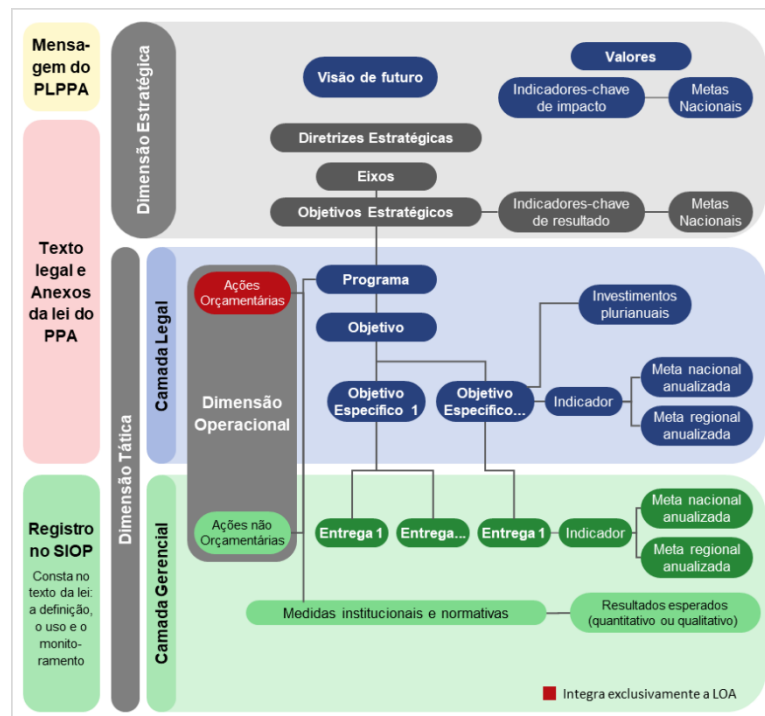 Mensa-
gem do
PLPPA
Texto
legal e
Anexos
da lei do
PPA
Registro
no SIOP
Consta no
texto da lei:
a definição,
o uso e o
monito-
ramento
Dimensão Estratégica
Visão de futuro
Valores
Indicadores-chave
de impacto
Metas
Nacionais
Diretrizes Estratégicas
Eixos
Objetivos Estratégicos
Indicadores-chave
de resultado
Metas
Nacionais
Dimensão Tática
Camada Legal
Dimensão
Operacional
Ações
Orçamentárias
Programa
Objetivo
Investimentos
plurianuais
Objetivo
Específico 1
Objetivo
Específico...
Indicador
Meta nacional
anualizada
Meta regional
anualizada
Camada Gerencial
Ações não
Orçamentárias
Entrega 1
Entrega...
Entrega 1
Indicador
Meta nacional
anualizada
Meta regional
anualizada
Medidas institucionais e normativas
Resultados esperados
(quantitativo ou qualitativo)
Integra exclusivamente a LOA